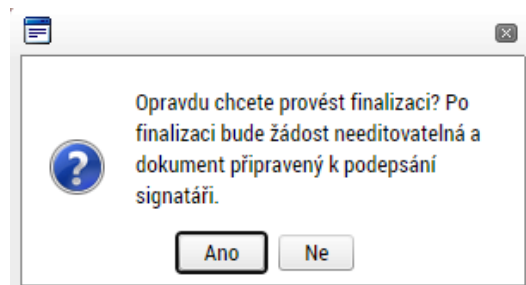 Opravdu chcete provést finalizaci? Po
finalizaci bude žádost needitovatelná a
dokument připravený k podepsání
signatáři.
Ano Ne